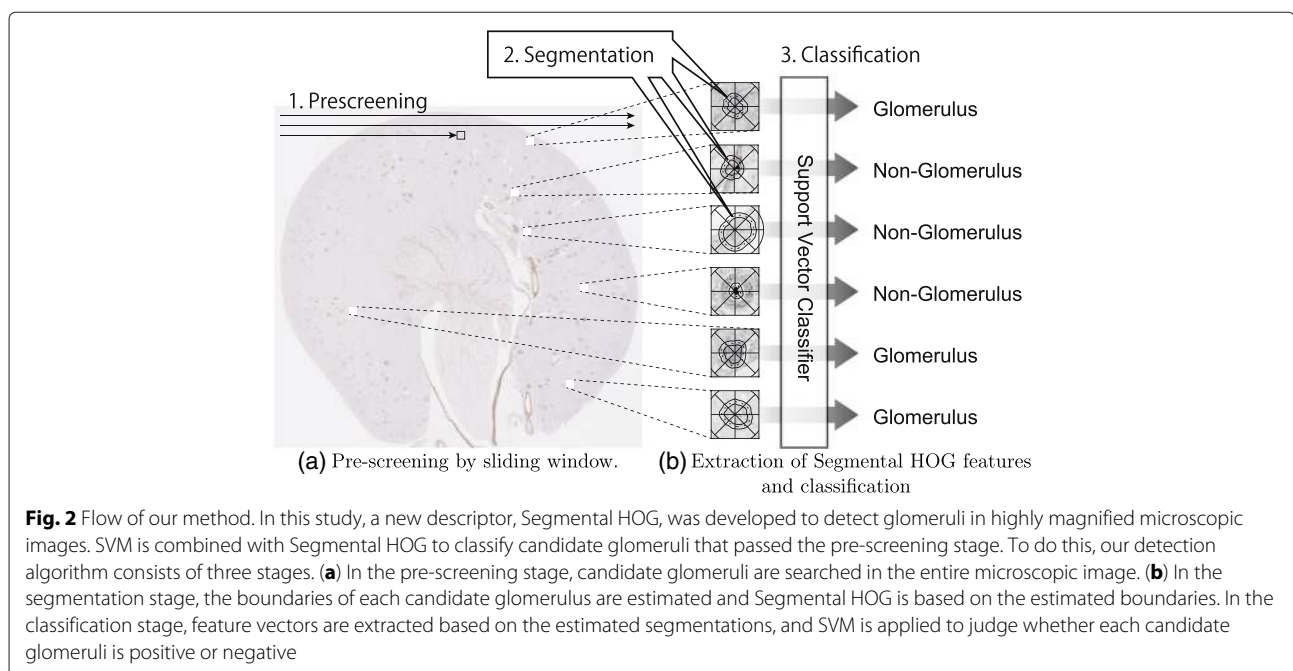 2. Segmentation
3. Classification
1. Prescreening
Glomerulus
Non-Glomerulus
Non-Glomerulus
Non-Glomerulus
Glomerulus
Glomerulus
Support Vector Classifier
(a) Pre-screening by sliding window.
(b) Extraction of Segmental HOG features
and classification
Fig. 2 Flow of our method. In this study, a new descriptor, Segmental HOG, was developed to detect glomeruli in highly magnified microscopic
images. SVM is combined with Segmental HOG to classify candidate glomeruli that passed the pre-screening stage. To do this, our detection
algorithm consists of three stages. (a) In the pre-screening stage, candidate glomeruli are searched in the entire microscopic image. (b) In the
segmentation stage, the boundaries of each candidate glomerulus are estimated and Segmental HOG is based on the estimated boundaries. In the
classification stage, feature vectors are extracted based on the estimated segmentations, and SVM is applied to judge whether each candidate
glomeruli is positive or negative